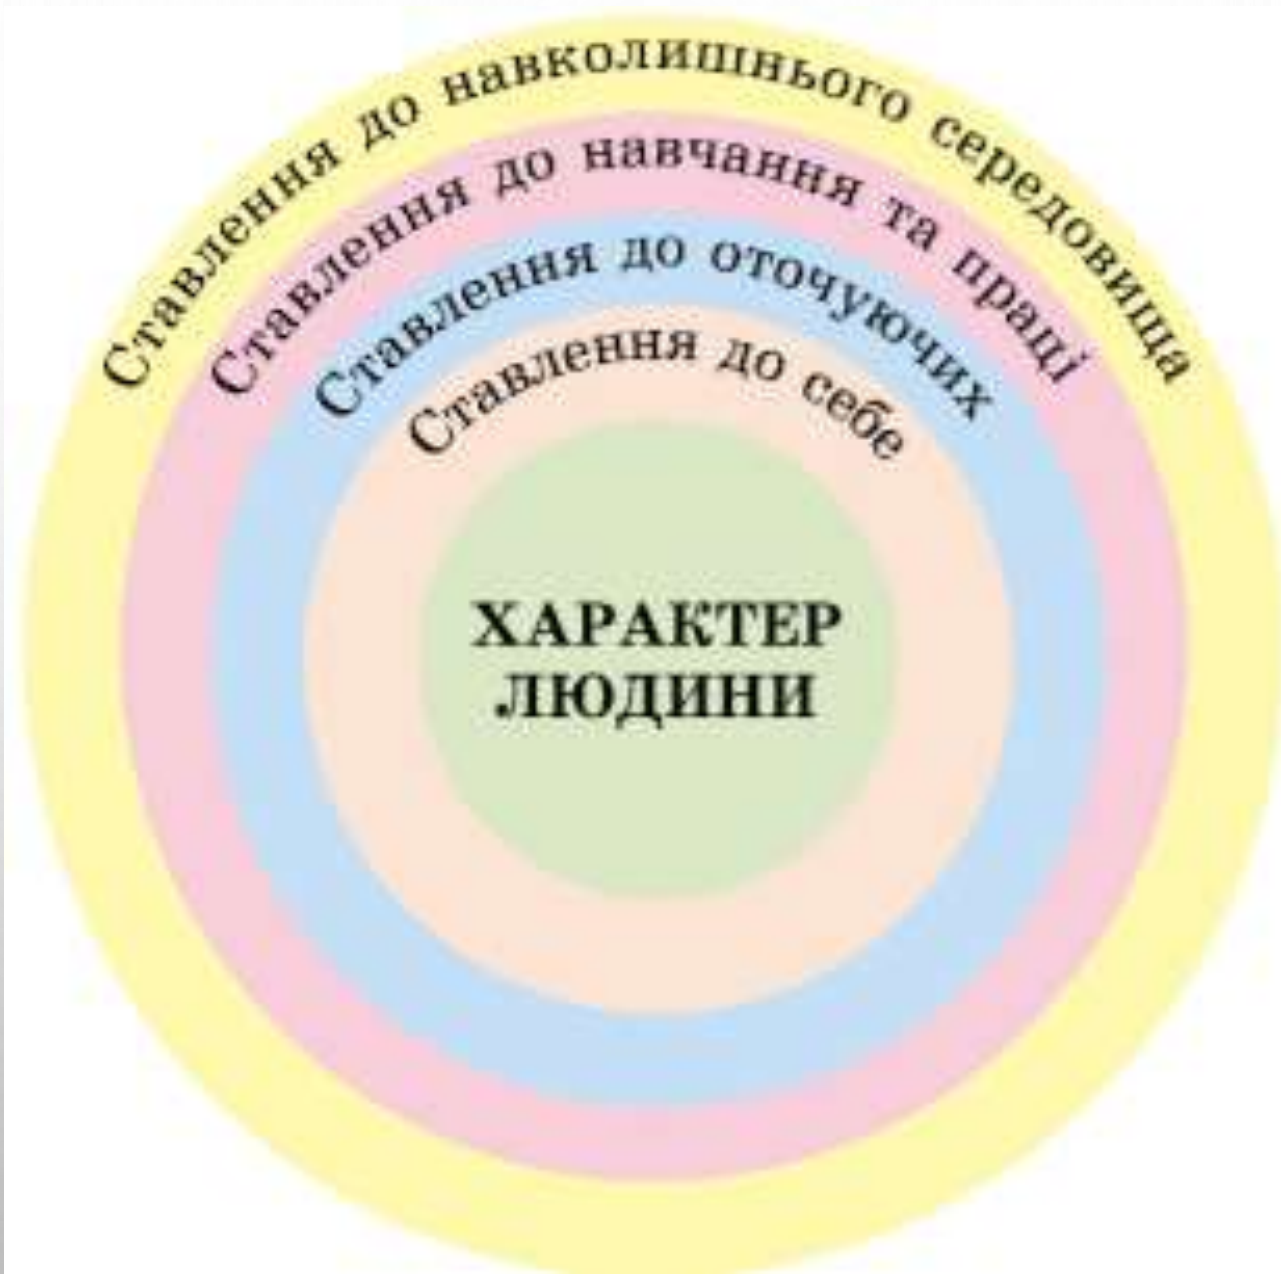 Ставлення до навколишнього середовища
Ставлення до навчання та праці
Ставлення до оточуючих
Ставлення до себе
ХАРАКТЕР
ЛЮДИНИ